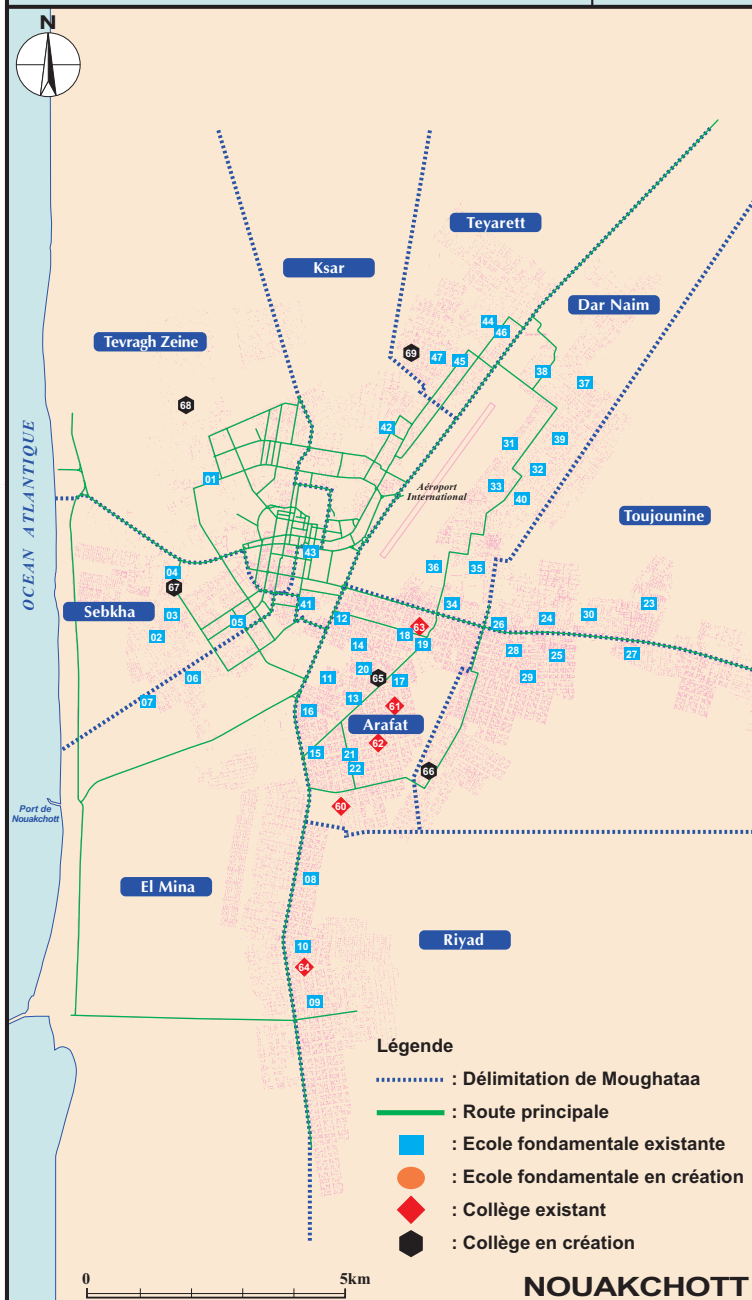 N
Teyarett
Ksar
Dar Naim
44
46
Tevragh Zeine
69
47
45
38
37
68
42
31
39
32
OCEAN ATLANTIQUE
01
33
Aéroport
International
40
Toujounine
43
36
35
04
67
Sebkha
03
05
41
12
34
63
26
24
30
23
02
18
14
19
28
25
27
06
11
20
65
17
29
07
13
16
61
Arafat
15
62
21
22
66
Port de
Nouakchott
60
El Mina
08
Riyad
10
64
09
Légende
: Délimitation de Moughataa
: Route principale
: Ecole fondamentale existante
: Ecole fondamentale en création
: Collège existant
: Collège en création
0
5km
NOUAKCHOTT